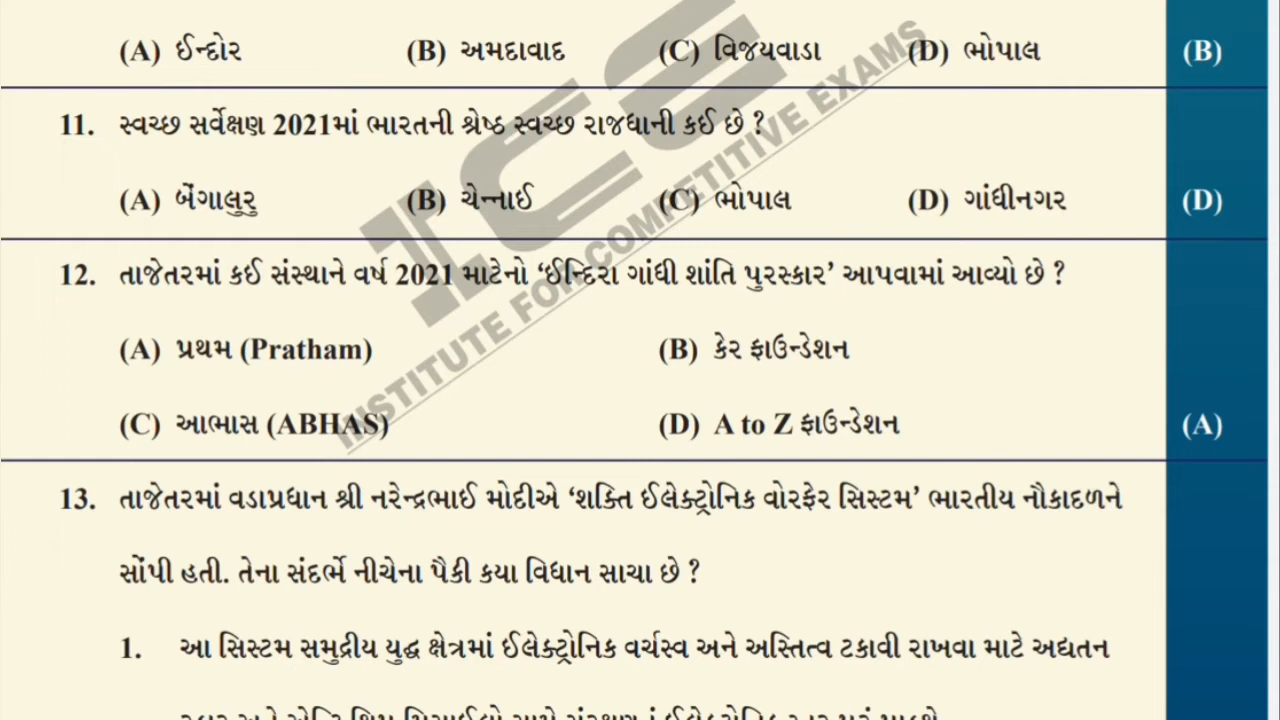 (A) ઈન્દોર (B) અમદાવાદ (C) વિજયવાડા (D) ભોપાલ (B)
11. સ્વચ્છ સર્વેક્ષણ 2021માં ભારતની શ્રેષ્ઠ સ્વચ્છ રાજધાની કઈ છે ?
(A) બેંગાલુરુ (B) ચેન્નાઈ (C) ભોપાલ (D) ગાંધીનગર (D)
12. તાજેતરમાં કઈ સંસ્થાને વર્ષ 2021 માટેનો ‘ઈન્દિરા ગાંધી શાંતિ પુરસ્કાર’ આપવામાં આવ્યો છે ?
(A) પ્રથમ (Pratham) (B) કેર ફાઉન્ડેશન
(C) આભાસ (ABHAS) (D) A to Z ફાઉન્ડેશન (A)
13. તાજેતરમાં વડાપ્રધાન શ્રી નરેન્દ્રભાઈ મોદીએ ‘શક્તિ ઈલેક્ટ્રોનિક વોરફેર સિસ્ટમ’ ભારતીય નૌકાદળને
સોંપી હતી. તેના સંદર્ભે નીચેના પૈકી કયા વિધાન સાચા છે ?
1. આ સિસ્ટમ સમુદ્રીય યુદ્ધ ક્ષેત્રમાં ઈલેક્ટ્રોનિક વર્ચસ્વ અને અસ્તિત્વ ટકાવી રાખવા માટે અદ્યતન
ICE
INSTITUTE FOR COMPETITIVE EXAMS